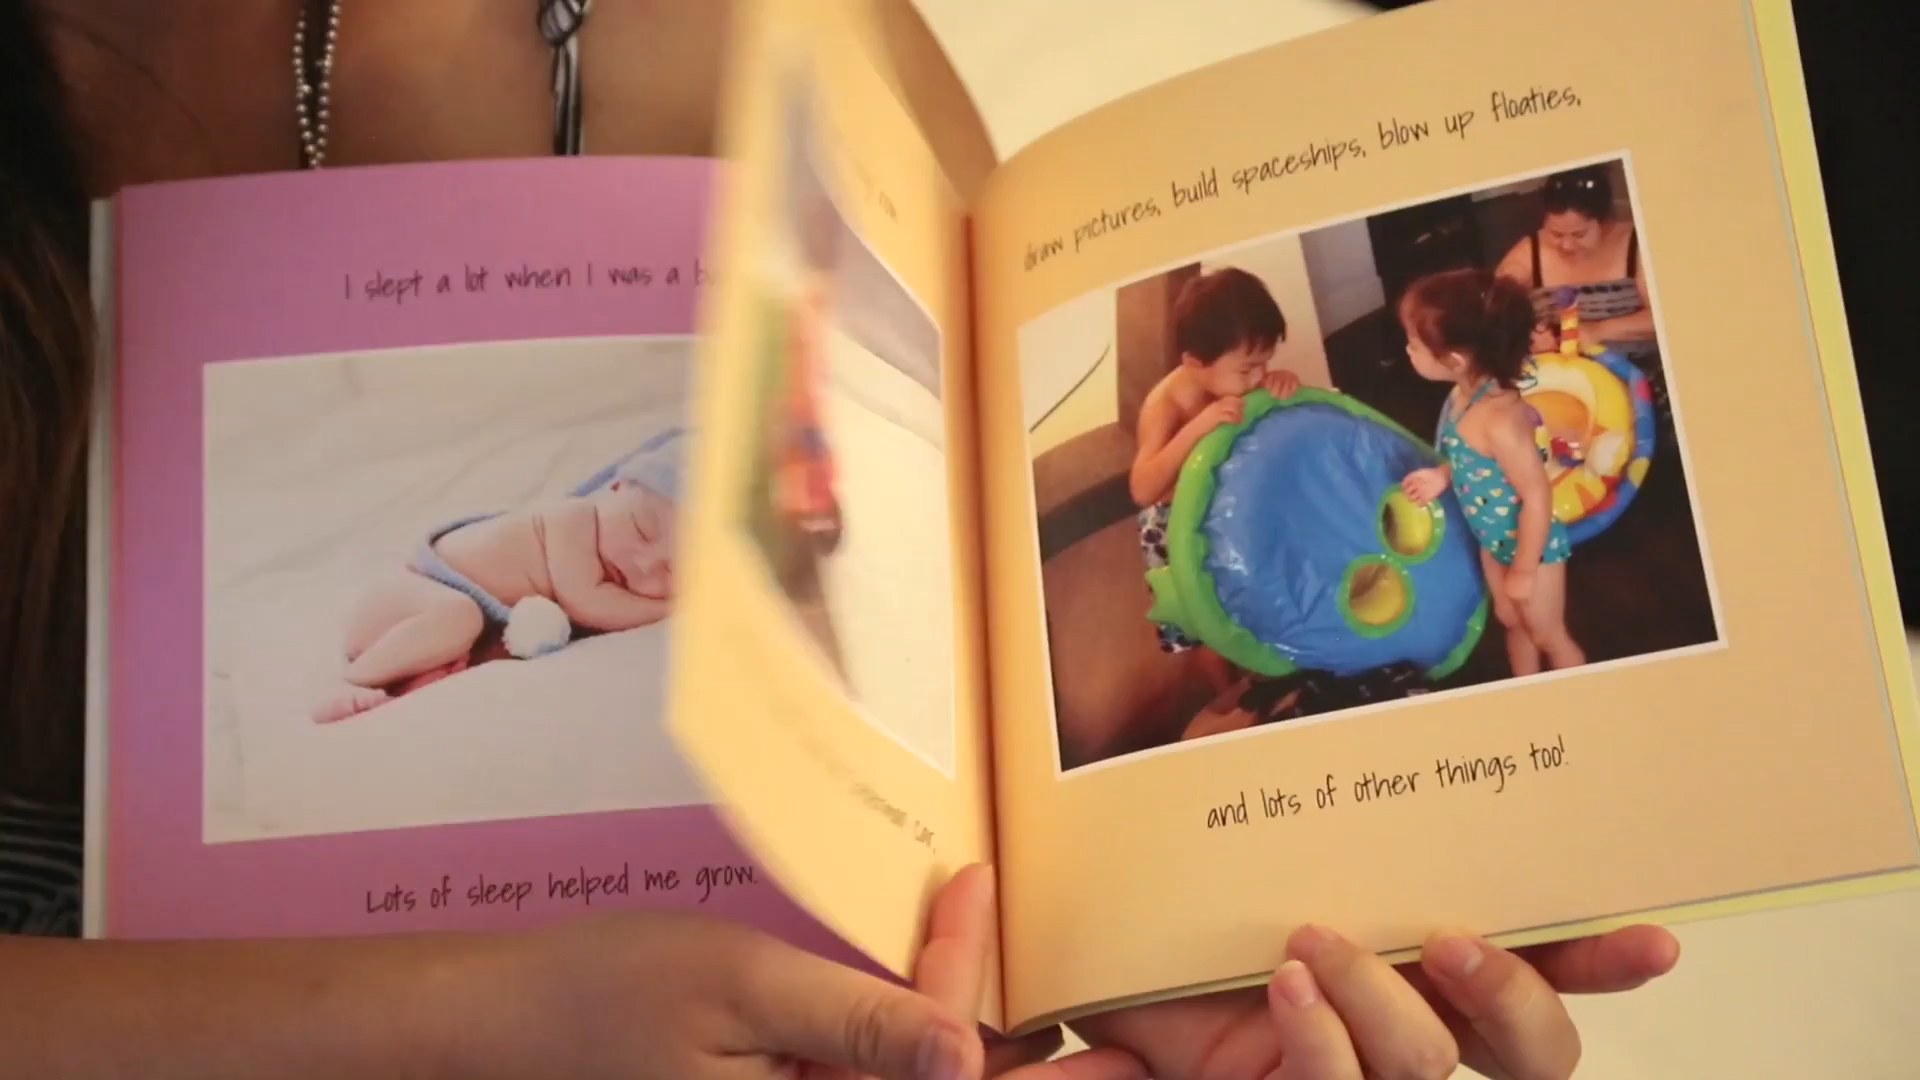 I slept a lot when I was a
Lots of sleep helped me grow.
car,
draw pictures, build spaceships, blow up floaties,
and lots of other things too!